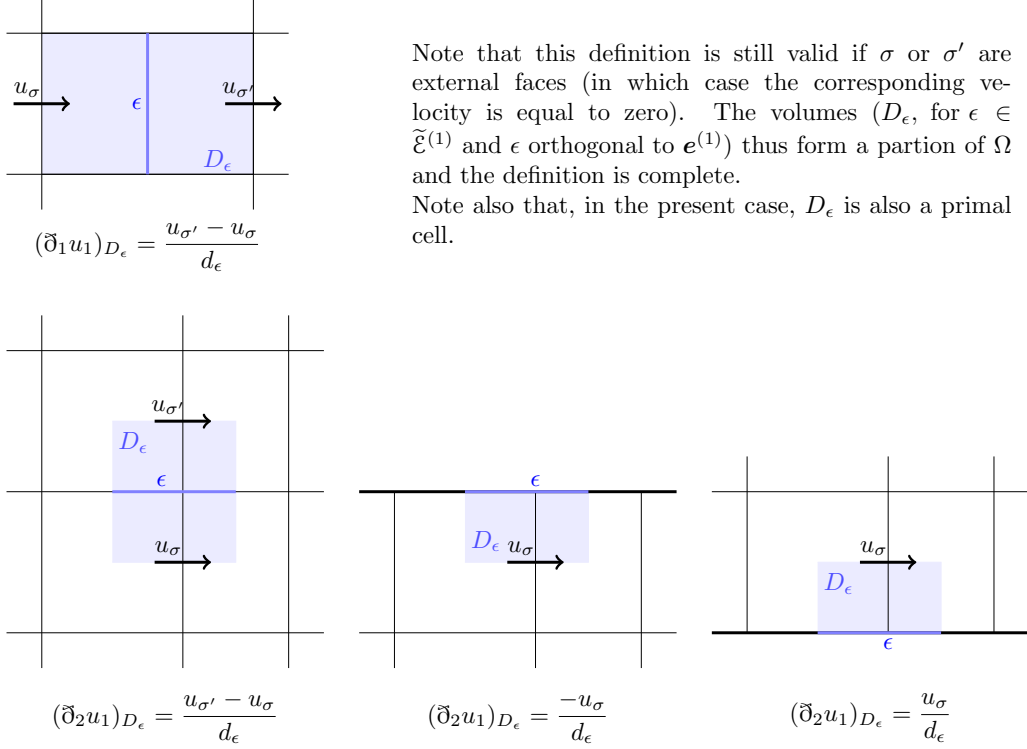 u_σ
u_σ′
ϵ
D_ϵ
(ð₁u₁)_{D_ϵ} = (u_σ′ − u_σ) / d_ϵ
Note that this definition is still valid if σ or σ′ are
external faces (in which case the corresponding ve-
locity is equal to zero). The volumes (D_ϵ, for ϵ ∈
ℰ̃^(1) and ϵ orthogonal to e^(1)) thus form a partion of Ω
and the definition is complete.
Note also that, in the present case, D_ϵ is also a primal
cell.
u_σ′
D_ϵ
ϵ
u_σ
(ð₂u₁)_{D_ϵ} = (u_σ′ − u_σ) / d_ϵ
ϵ
D_ϵ
u_σ
(ð₂u₁)_{D_ϵ} = −u_σ / d_ϵ
u_σ
D_ϵ
ϵ
(ð₂u₁)_{D_ϵ} = u_σ / d_ϵ